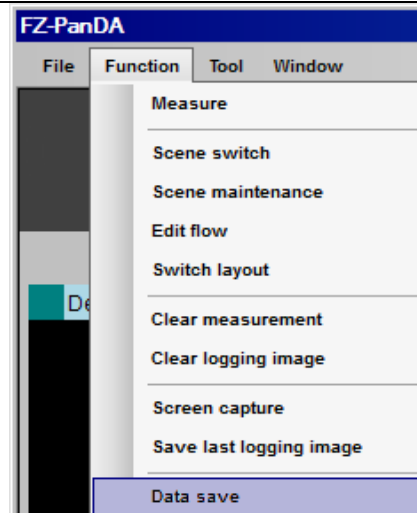 FZ-PanDA
File Function Tool Window
Measure
Scene switch
Scene maintenance
Edit flow
Switch layout
De
Clear measurement
Clear logging image
Screen capture
Save last logging image
Data save